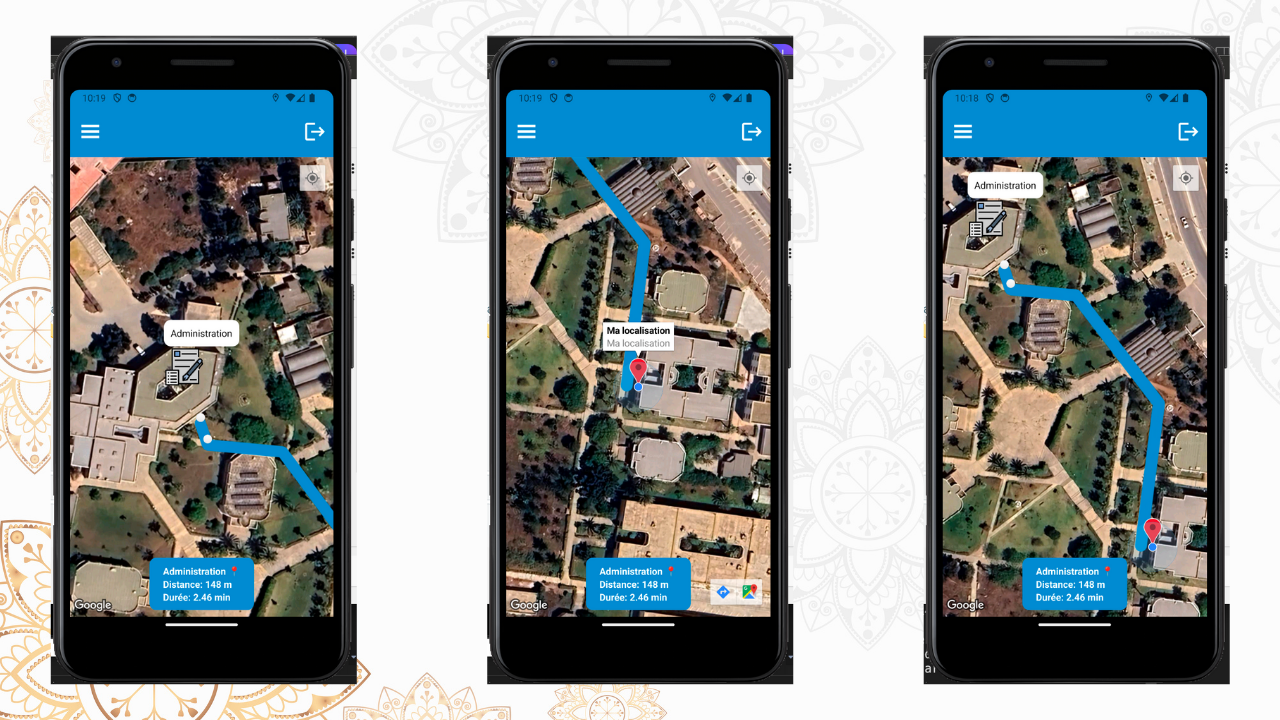 10:19
Administration
Administration
Distance: 148 m
Durée: 2.46 min
Google
10:19
Ma localisation
Ma localisation
Administration
Distance: 148 m
Durée: 2.46 min
Google
10:18
Administration
Administration
Distance: 148 m
Durée: 2.46 min
Google